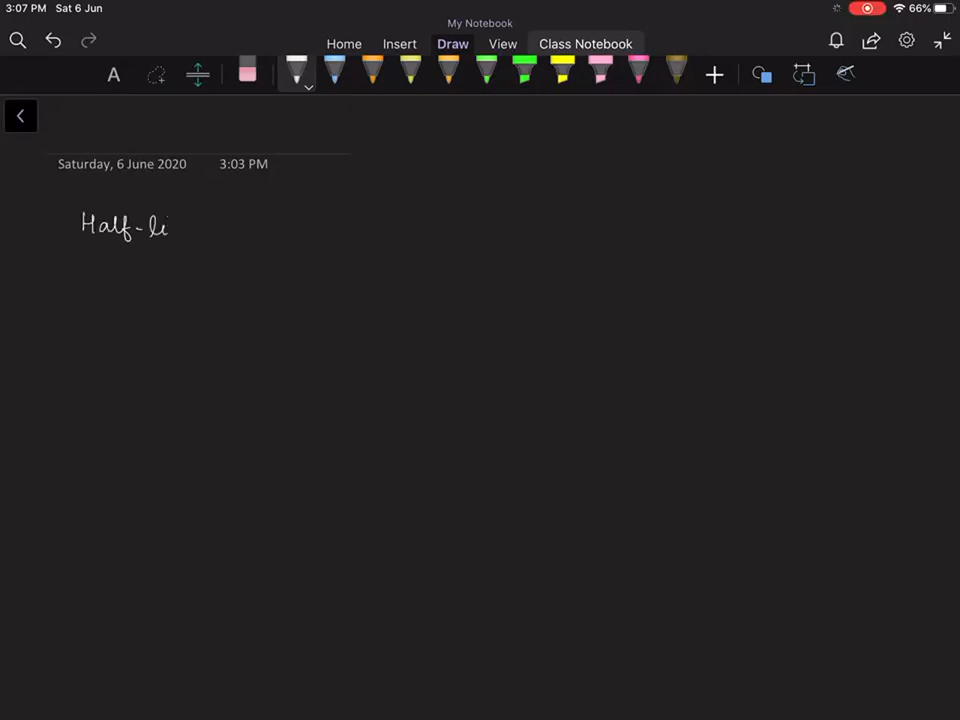 3:07 PM Sat 6 Jun 66%
My Notebook
Home Insert Draw View Class Notebook
A
Saturday, 6 June 2020 3:03 PM
Half-li